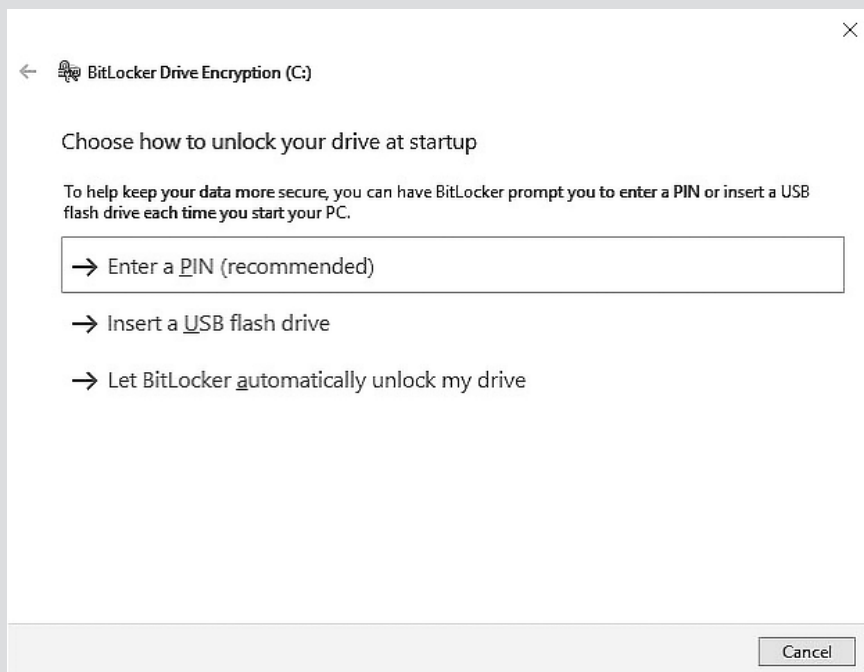 BitLocker Drive Encryption (C:)
Choose how to unlock your drive at startup
To help keep your data more secure, you can have BitLocker prompt you to enter a PIN or insert a USB
flash drive each time you start your PC.
Enter a PIN (recommended)
Insert a USB flash drive
Let BitLocker automatically unlock my drive
Cancel